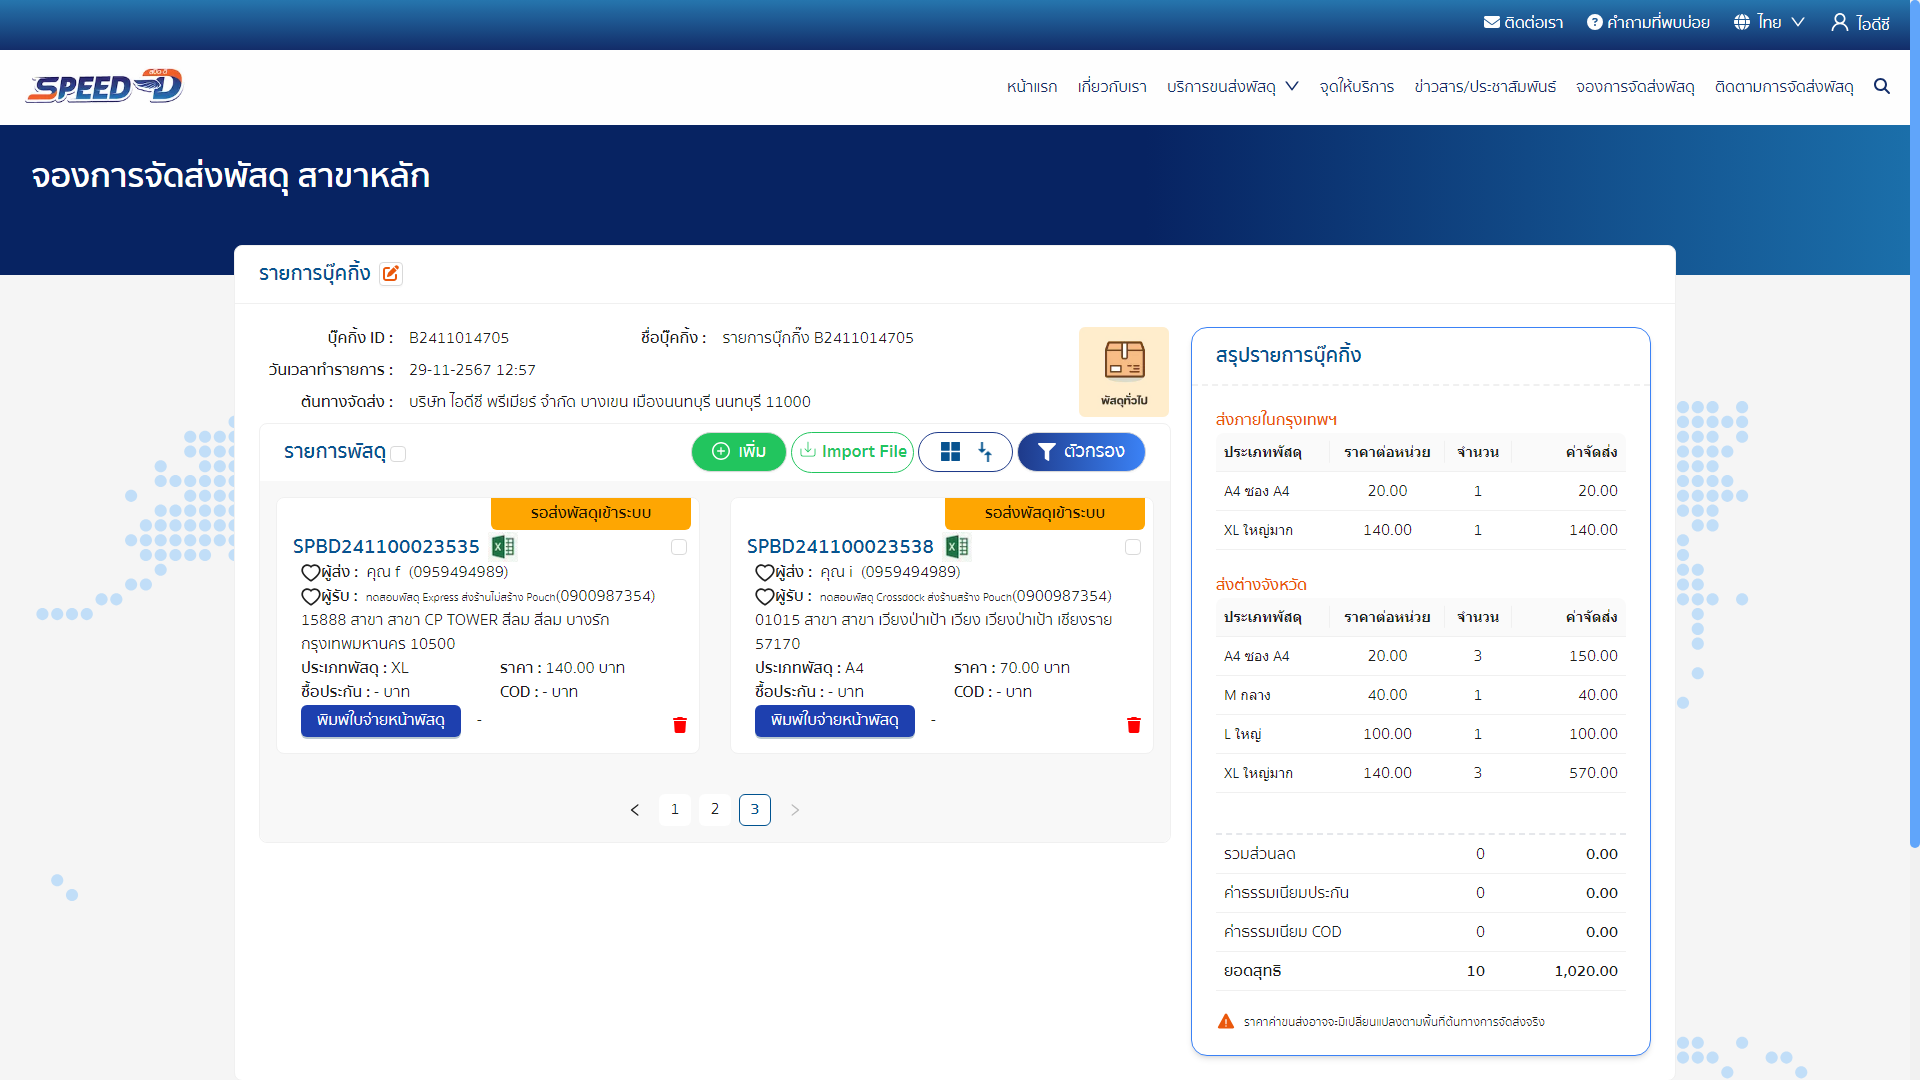 ติดต่อเรา
คำถามที่พบบ่อย
ไทย
ไอดีซี
SPEED-D
หน้าแรก
เกี่ยวกับเรา
บริการขนส่งพัสดุ
จุดให้บริการ
ข่าวสาร/ประชาสัมพันธ์
จองการจัดส่งพัสดุ
ติดตามการจัดส่งพัสดุ
จองการจัดส่งพัสดุ สาขาหลัก
รายการบุ๊คกิ้ง
บุ๊คกิ้ง ID : B2411014705
ชื่อบุ๊คกิ้ง : รายการบุ๊กกิ๊ง B2411014705
วันเวลาทำรายการ : 29-11-2567 12:57
ต้นทางจัดส่ง : บริษัท ไอดีซี พรีเมียร์ จำกัด บางเขน เมืองนนทบุรี นนทบุรี 11000
พัสดุทั่วไป
รายการพัสดุ
เพิ่ม
Import File
ตัวกรอง
รอส่งพัสดุเข้าระบบ
SPBD241100023535
ผู้ส่ง : คุณ f (0959494989)
ผู้รับ : ทดสอบพัสดุ Express ส่งร้านไม่สร้าง Pouch(0900987354)
15888 สาขา สาขา CP TOWER สีลม สีลม บางรัก
กรุงเทพมหานคร 10500
ประเภทพัสดุ : XL ราคา : 140.00 บาท
ซื้อประกัน : - บาท COD : - บาท
พิมพ์ใบจ่ายหน้าพัสดุ -
รอส่งพัสดุเข้าระบบ
SPBD241100023538
ผู้ส่ง : คุณ i (0959494989)
ผู้รับ : ทดสอบพัสดุ Crossdock ส่งร้านสร้าง Pouch(0900987354)
01015 สาขา สาขา เวียงป่าเป้า เวียง เวียงป่าเป้า เชียงราย
57170
ประเภทพัสดุ : A4 ราคา : 70.00 บาท
ซื้อประกัน : - บาท COD : - บาท
พิมพ์ใบจ่ายหน้าพัสดุ -
1 2 3
สรุปรายการบุ๊คกิ้ง
ส่งภายในกรุงเทพฯ
ประเภทพัสดุ ราคาต่อหน่วย จำนวน ค่าจัดส่ง
A4 ซอง A4 20.00 1 20.00
XL ใหญ่มาก 140.00 1 140.00
ส่งต่างจังหวัด
ประเภทพัสดุ ราคาต่อหน่วย จำนวน ค่าจัดส่ง
A4 ซอง A4 20.00 3 150.00
M กลาง 40.00 1 40.00
L ใหญ่ 100.00 1 100.00
XL ใหญ่มาก 140.00 3 570.00
รวมส่วนลด 0 0.00
ค่าธรรมเนียมประกัน 0 0.00
ค่าธรรมเนียม COD 0 0.00
ยอดสุทธิ 10 1,020.00
ราคาค่าขนส่งอาจจะมีเปลี่ยนแปลงตามพื้นที่ต้นทางการจัดส่งจริง